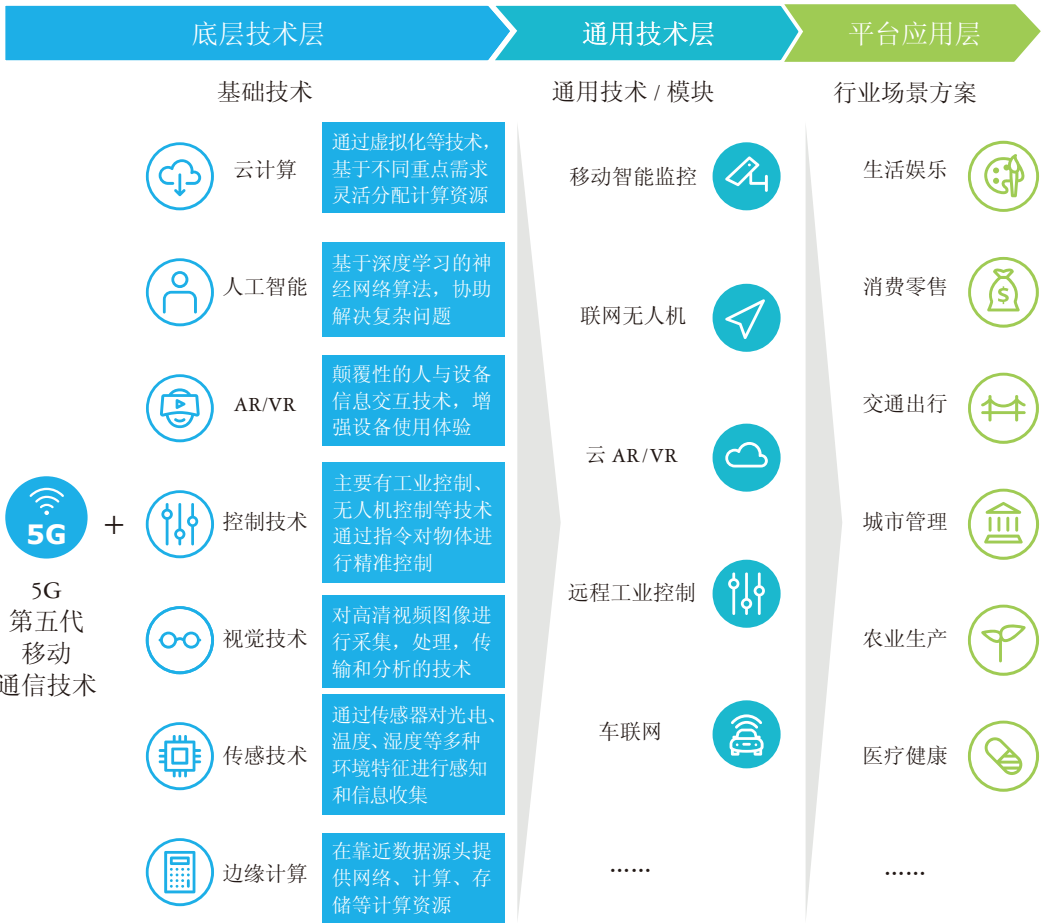 底层技术层
通用技术层
平台应用层
基础技术
通用技术 / 模块
行业场景方案
5G
+
5G
第五代
移动
通信技术
云计算
通过虚拟化等技术,
基于不同重点需求
灵活分配计算资源
人工智能
基于深度学习的神
经网络算法，协助
解决复杂问题
AR/VR
颠覆性的人与设备
信息交互技术，增
强设备使用体验
控制技术
主要有工业控制、
无人机控制等技术
通过指令对物体进
行精准控制
视觉技术
对高清视频图像进
行采集，处理，传
输和分析的技术
传感技术
通过传感器对光电、
温度、湿度等多种
环境特征进行感知
和信息收集
边缘计算
在靠近数据源头提
供网络、计算、存
储等计算资源
移动智能监控
联网无人机
云 AR/VR
远程工业控制
车联网
······
生活娱乐
消费零售
$
交通出行
城市管理
农业生产
医疗健康
······